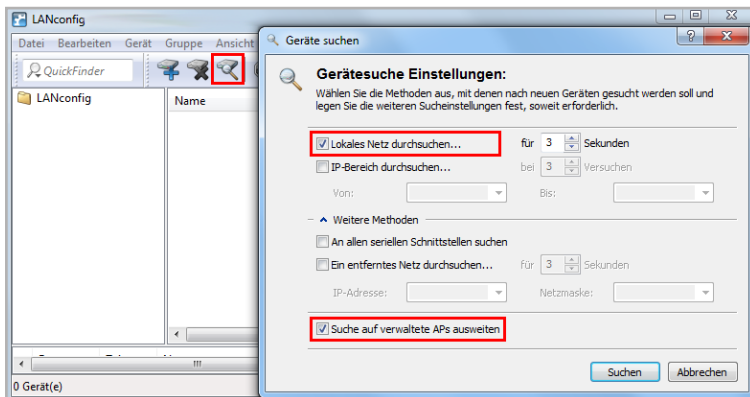 LANconfig
Datei Bearbeiten Gerät Gruppe Ansicht
QuickFinder
LANconfig
Name
0 Gerät(e)
Geräte suchen
Gerätesuche Einstellungen:
Wählen Sie die Methoden aus, mit denen nach neuen Geräten gesucht werden soll und
legen Sie die weiteren Sucheinstellungen fest, soweit erforderlich.
Lokales Netz durchsuchen... für 3 Sekunden
IP-Bereich durchsuchen... bei 3 Versuchen
Von: Bis:
Weitere Methoden
An allen seriellen Schnittstellen suchen
Ein entferntes Netz durchsuchen... für 3 Sekunden
IP-Adresse: Netzmaske:
Suche auf verwaltete APs ausweiten
Suchen Abbrechen